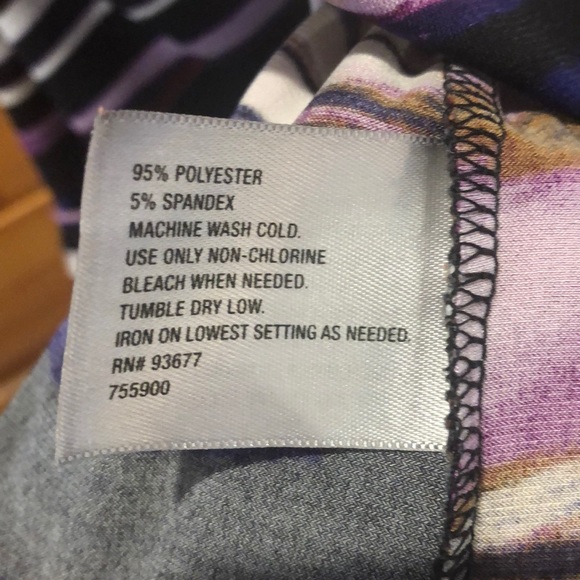 95% POLYESTER
5% SPANDEX
MACHINE WASH COLD.
USE ONLY NON-CHLORINE
BLEACH WHEN NEEDED.
TUMBLE DRY LOW.
IRON ON LOWEST SETTING AS NEEDED.
RN# 93677
755900